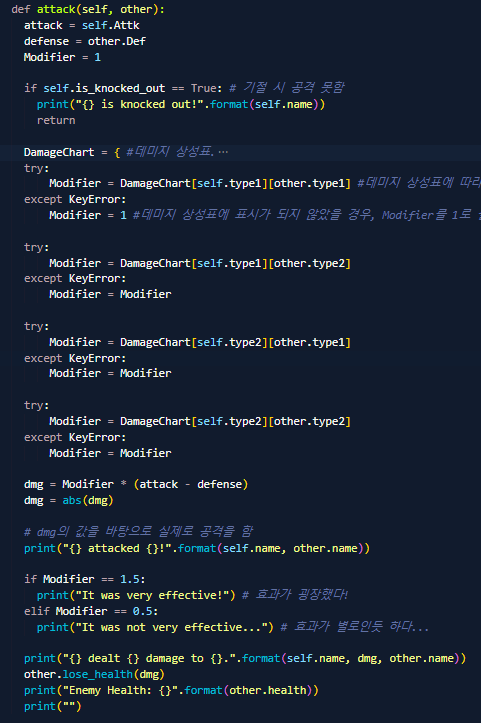 def attack(self, other):
  attack = self.Attk
  defense = other.Def
  Modifier = 1

  if self.is_knocked_out == True: # 기절 시 공격 못함
    print("{} is knocked out!".format(self.name))
    return

  DamageChart = { #데미지 상성표. ⋯
  try:
      Modifier = DamageChart[self.type1][other.type1] #데미지 상성표에 따라
  except KeyError:
      Modifier = 1 #데미지 상성표에 표시가 되지 않았을 경우, Modifier를 1로

  try:
      Modifier = DamageChart[self.type1][other.type2]
  except KeyError:
      Modifier = Modifier

  try:
      Modifier = DamageChart[self.type2][other.type1]
  except KeyError:
      Modifier = Modifier

  try:
      Modifier = DamageChart[self.type2][other.type2]
  except KeyError:
      Modifier = Modifier

  dmg = Modifier * (attack - defense)
  dmg = abs(dmg)

  # dmg의 값을 바탕으로 실제로 공격을 함
  print("{} attacked {}!".format(self.name, other.name))

  if Modifier == 1.5:
    print("It was very effective!") # 효과가 굉장했다!
  elif Modifier == 0.5:
    print("It was not very effective...") # 효과가 별로인듯 하다...

  print("{} dealt {} damage to {}.".format(self.name, dmg, other.name))
  other.lose_health(dmg)
  print("Enemy Health: {}".format(other.health))
  print("")